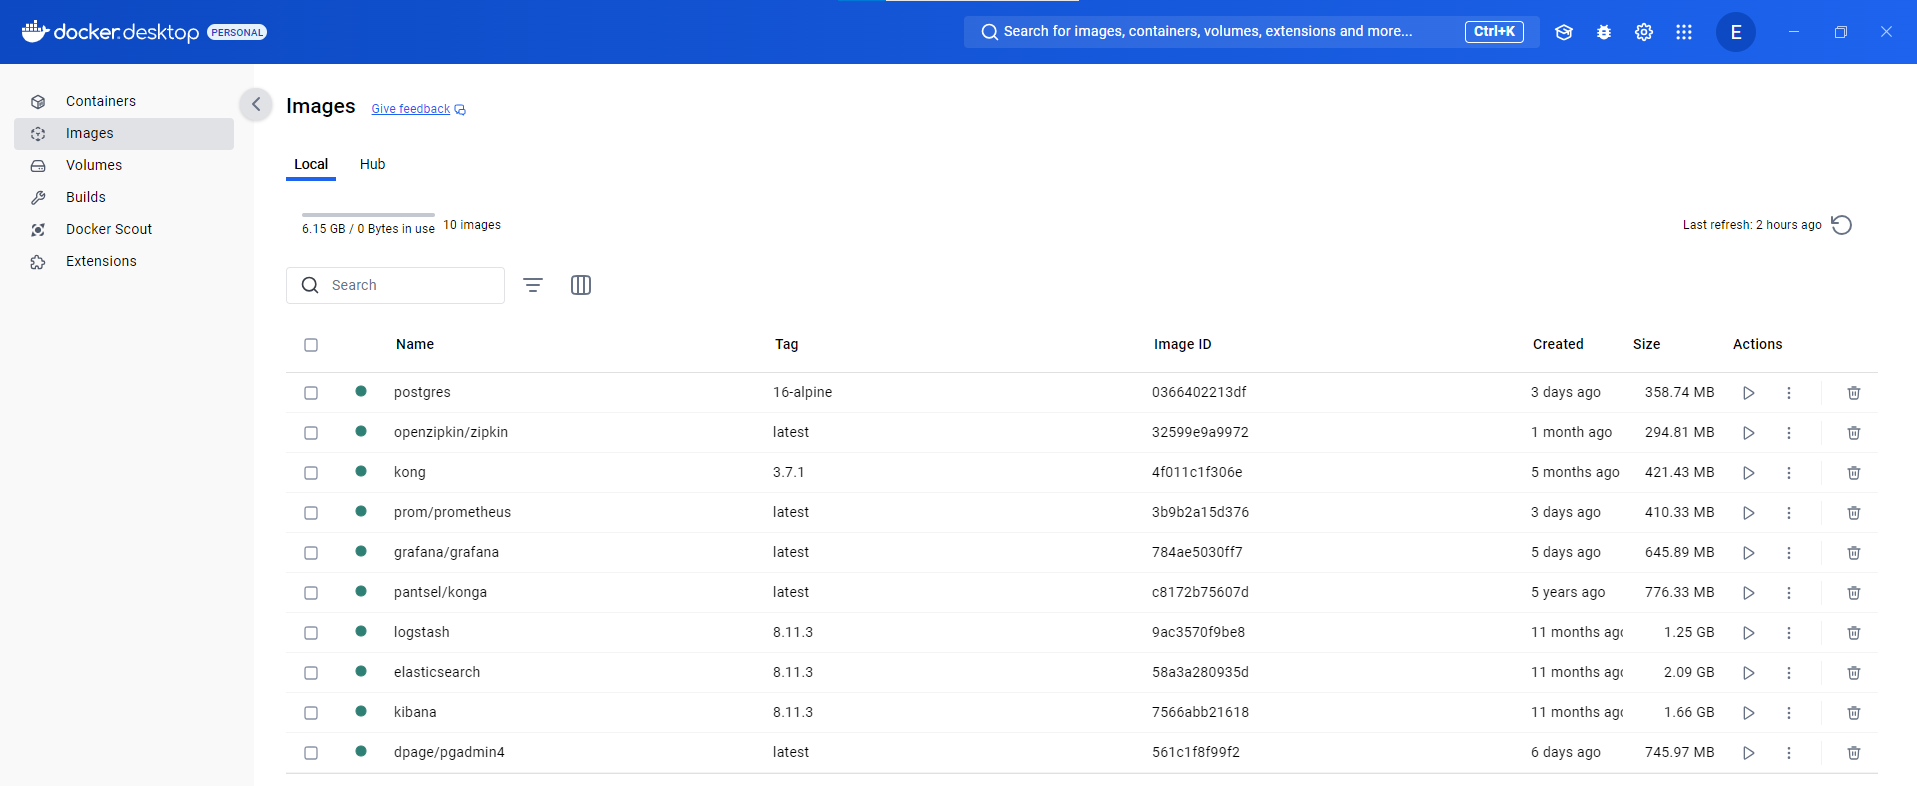 docker.desktop PERSONAL
Search for images, containers, volumes, extensions and more... Ctrl+K
E
Containers
Images
Volumes
Builds
Docker Scout
Extensions
Images Give feedback
Local Hub
6.15 GB / 0 Bytes in use 10 images
Last refresh: 2 hours ago
Search
Name Tag Image ID Created Size Actions
postgres 16-alpine 0366402213df 3 days ago 358.74 MB
openzipkin/zipkin latest 32599e9a9972 1 month ago 294.81 MB
kong 3.7.1 4f011c1f306e 5 months ago 421.43 MB
prom/prometheus latest 3b9b2a15d376 3 days ago 410.33 MB
grafana/grafana latest 784ae5030ff7 5 days ago 645.89 MB
pantsel/konga latest c8172b75607d 5 years ago 776.33 MB
logstash 8.11.3 9ac3570f9be8 11 months ago 1.25 GB
elasticsearch 8.11.3 58a3a280935d 11 months ago 2.09 GB
kibana 8.11.3 7566abb21618 11 months ago 1.66 GB
dpage/pgadmin4 latest 561c1f8f99f2 6 days ago 745.97 MB